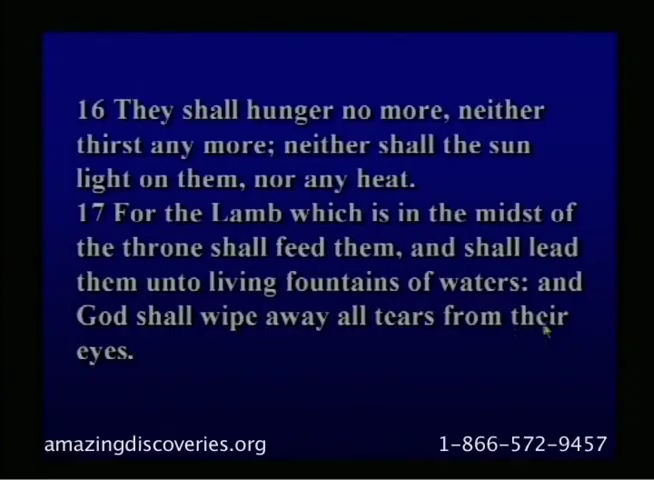 16 They shall hunger no more, neither
thirst any more; neither shall the sun
light on them, nor any heat.
17 For the Lamb which is in the midst of
the throne shall feed them, and shall lead
them unto living fountains of waters: and
God shall wipe away all tears from their
eyes.
amazingdiscoveries.org
1-866-572-9457